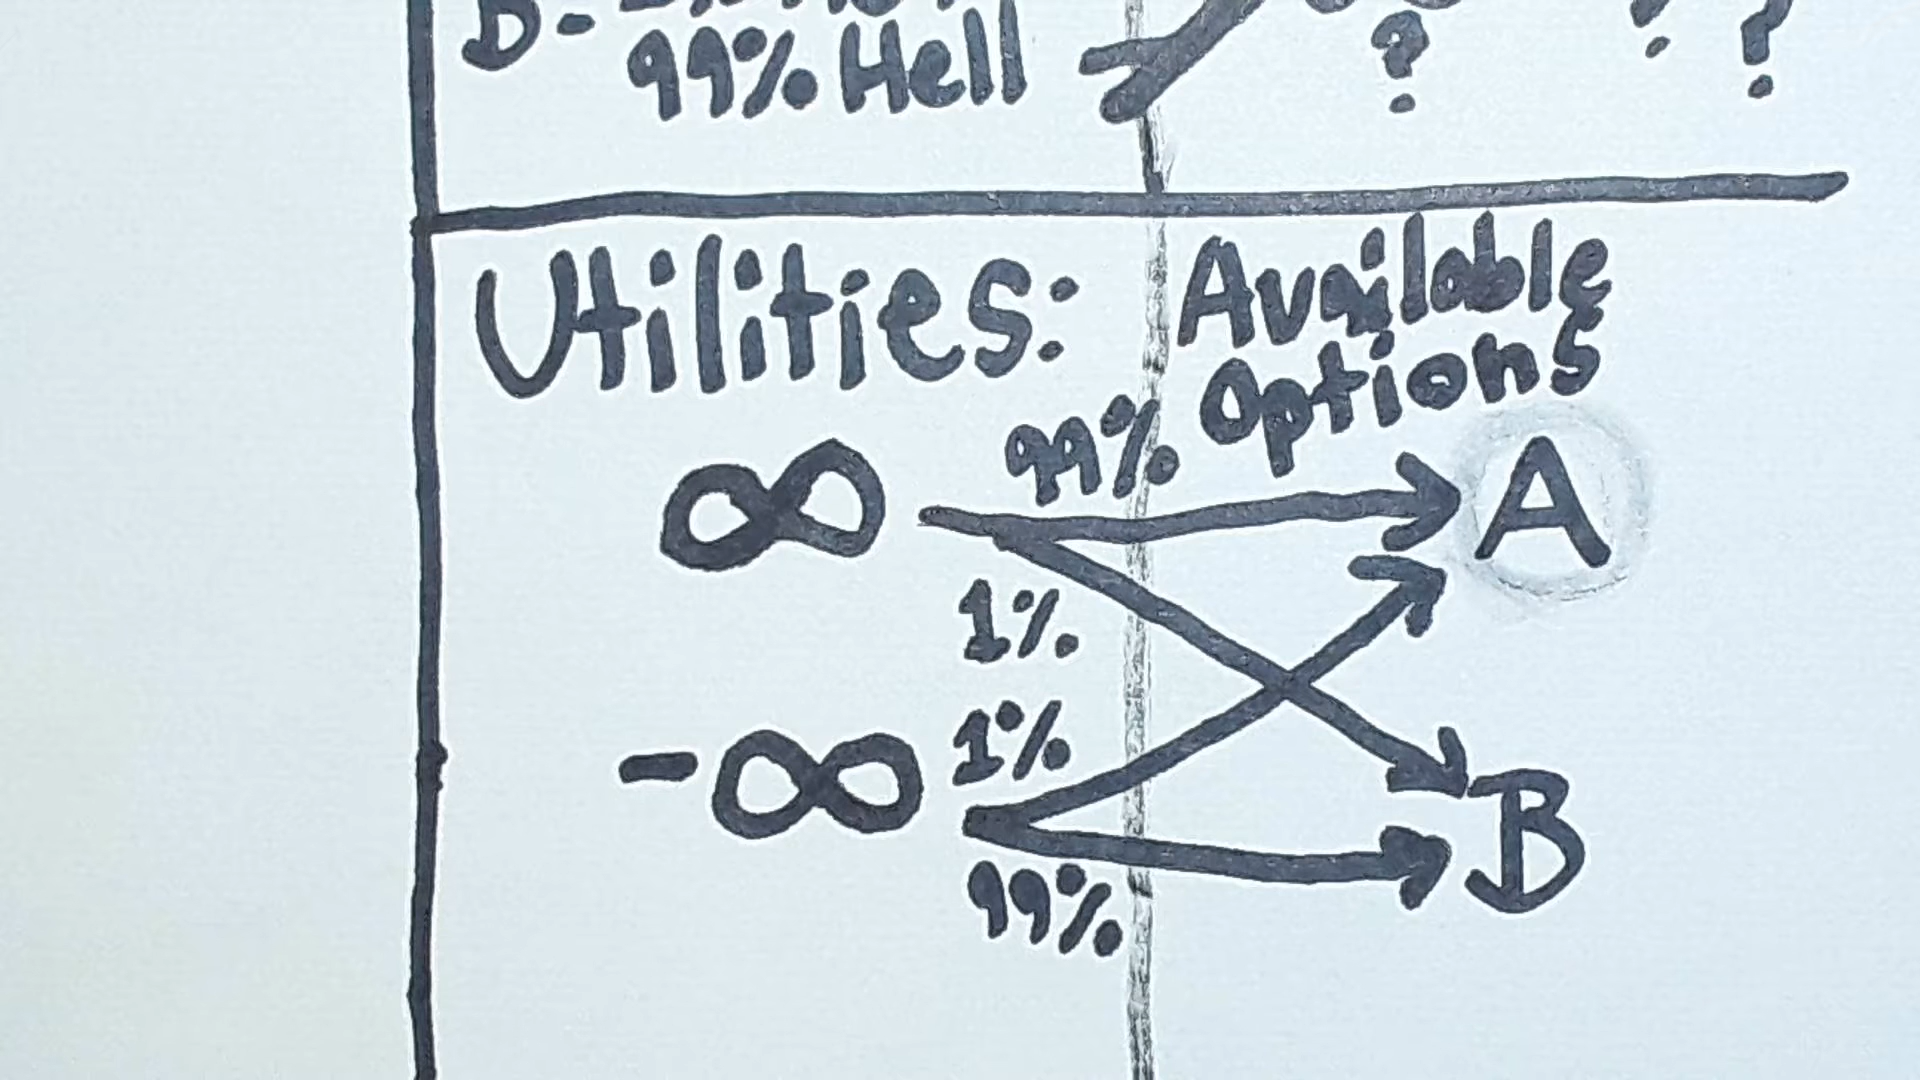 B-
99% Hell
?
?
Utilities:
Available
Options
99%
∞
A
1%
1%
-∞
B
99%